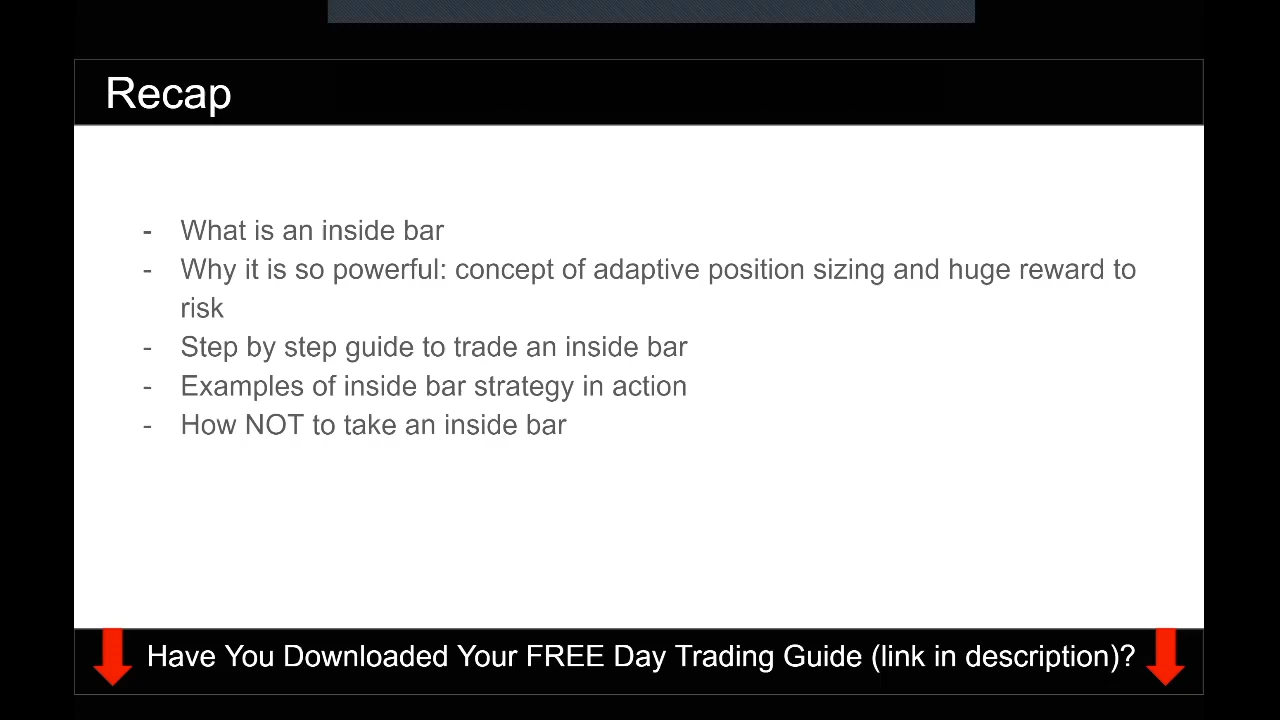 Recap
- What is an inside bar
- Why it is so powerful: concept of adaptive position sizing and huge reward to
risk
- Step by step guide to trade an inside bar
- Examples of inside bar strategy in action
- How NOT to take an inside bar
Have You Downloaded Your FREE Day Trading Guide (link in description)?